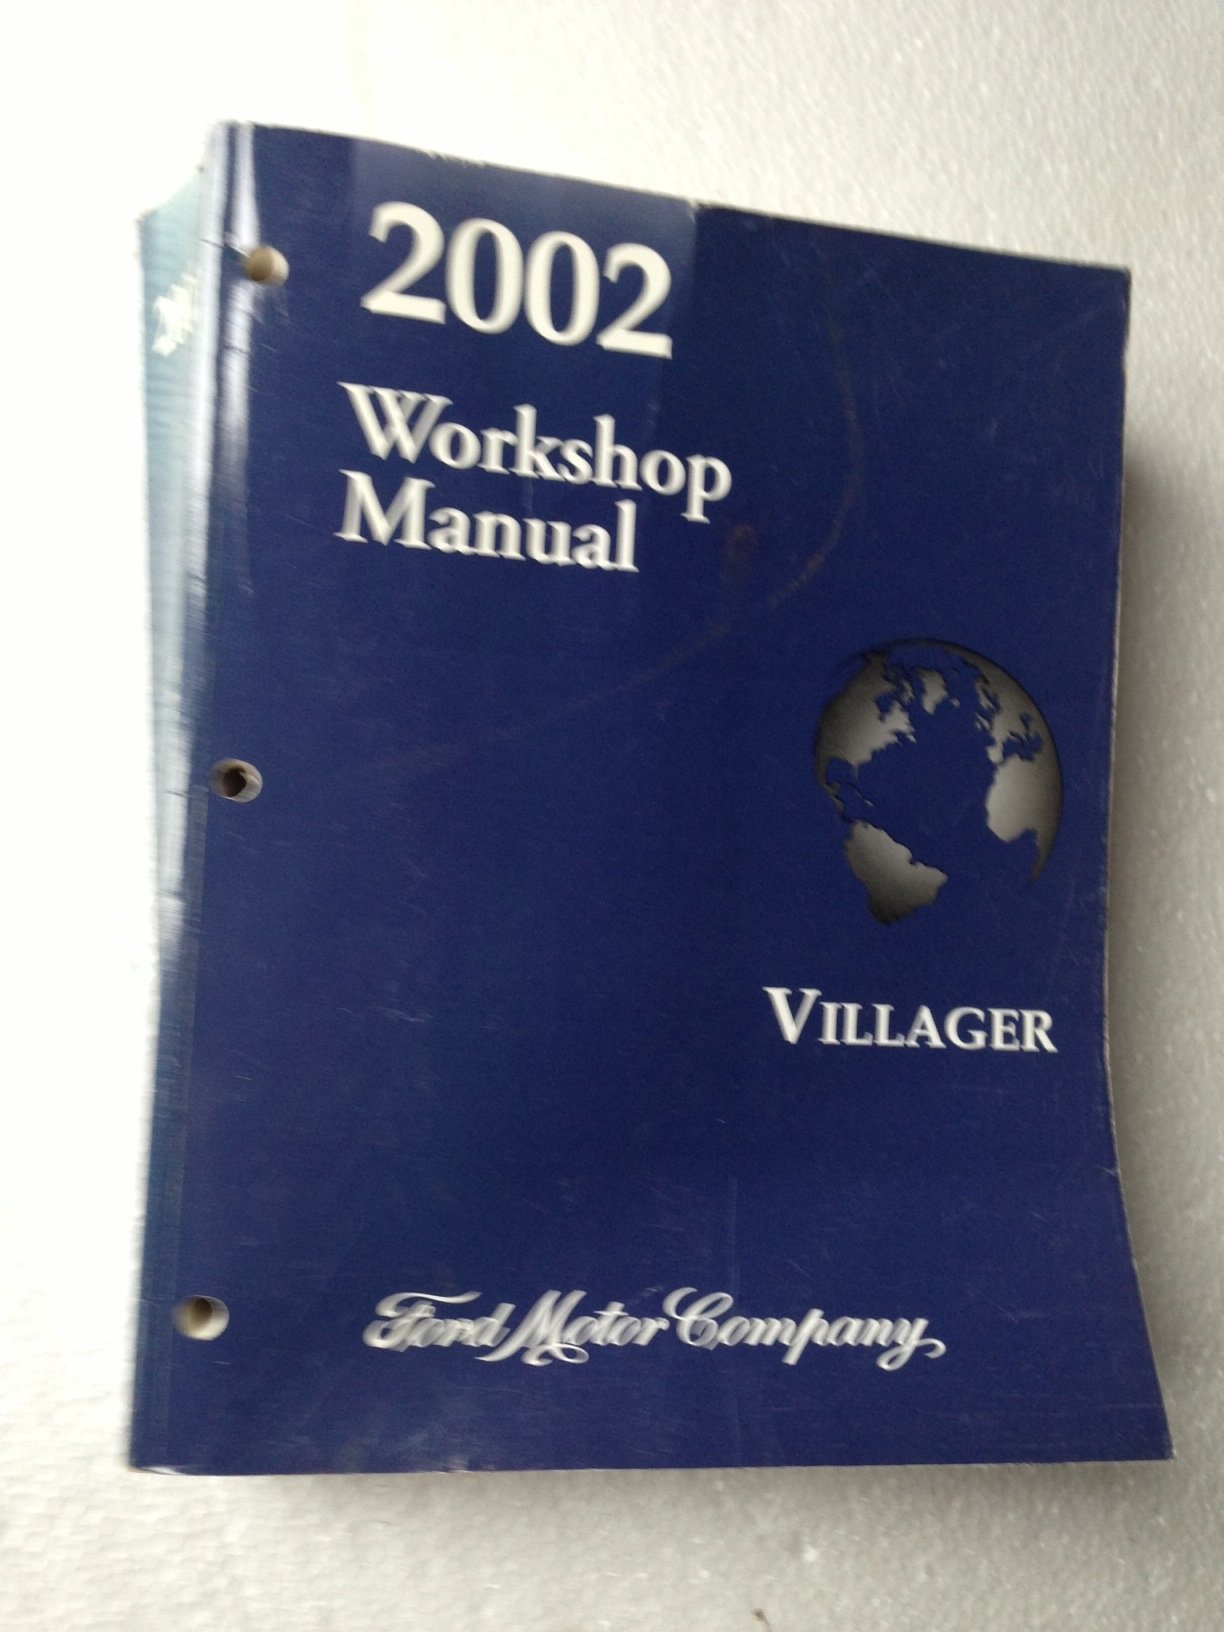 2002
Workshop
Manual
VILLAGER
Ford Motor Company